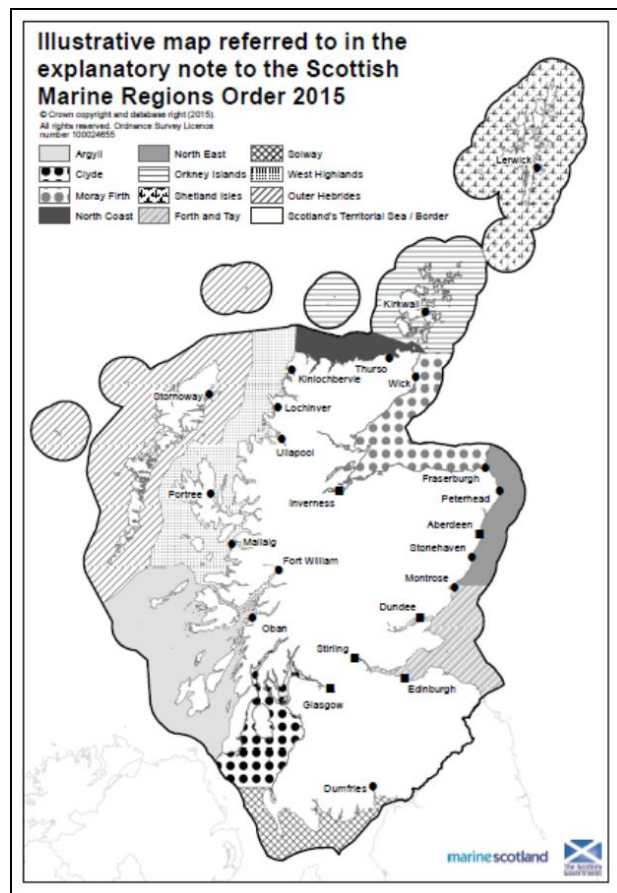 Illustrative map referred to in the
explanatory note to the Scottish
Marine Regions Order 2015
© Crown copyright and database right (2015).
All rights reserved. Ordnance Survey Licence
number 100024655
Argyll
North East
Solway
Clyde
Orkney Islands
West Highlands
Moray Firth
Shetland Isles
Outer Hebrides
North Coast
Forth and Tay
Scotland's Territorial Sea / Border
Lerwick
Kirkwall
Thurso
Kinlochbervie
Wick
Stornoway
Lochinver
Ullapool
Fraserburgh
Portree
Inverness
Peterhead
Aberdeen
Mallaig
Stonehaven
Fort William
Montrose
Dundee
Oban
Stirling
Edinburgh
Glasgow
Dumfries
marinescotland
The Scottish
Government